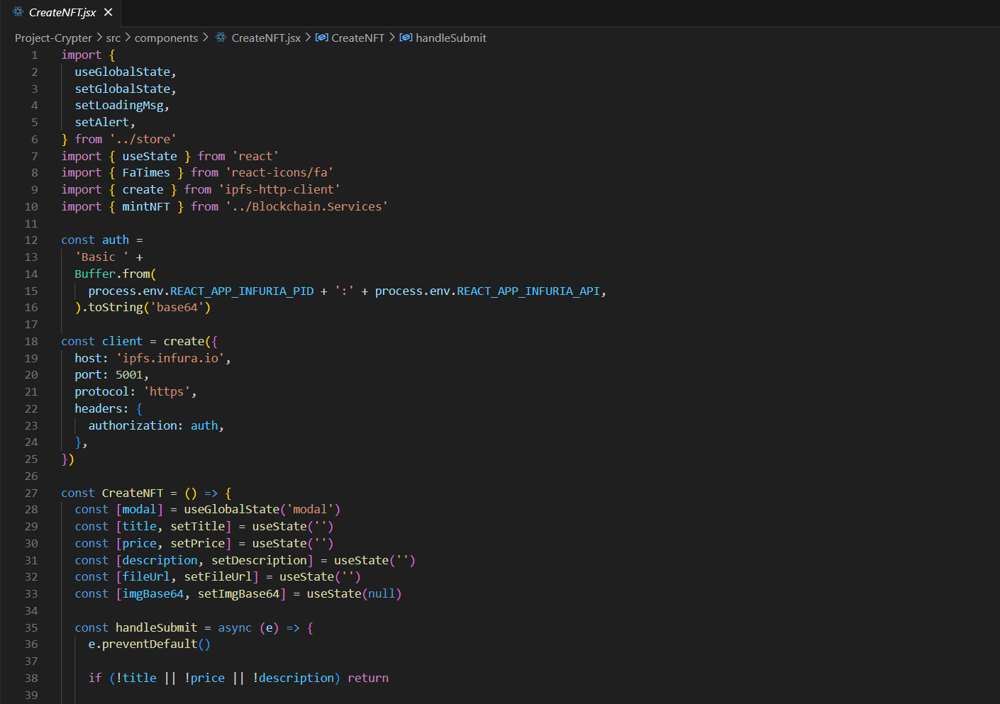 CreateNFT.jsx
Project-Crypter > src > components > CreateNFT.jsx > CreateNFT > handleSubmit
1 import {
2   useGlobalState,
3   setGlobalState,
4   setLoadingMsg,
5   setAlert,
6 } from '../store'
7 import { useState } from 'react'
8 import { FaTimes } from 'react-icons/fa'
9 import { create } from 'ipfs-http-client'
10 import { mintNFT } from '../Blockchain.Services'
11
12 const auth =
13   'Basic ' +
14   Buffer.from(
15     process.env.REACT_APP_INFURIA_PID + ':' + process.env.REACT_APP_INFURIA_API,
16   ).toString('base64')
17
18 const client = create({
19   host: 'ipfs.infura.io',
20   port: 5001,
21   protocol: 'https',
22   headers: {
23     authorization: auth,
24   },
25 })
26
27 const CreateNFT = () => {
28   const [modal] = useGlobalState('modal')
29   const [title, setTitle] = useState('')
30   const [price, setPrice] = useState('')
31   const [description, setDescription] = useState('')
32   const [fileUrl, setFileUrl] = useState('')
33   const [imgBase64, setImgBase64] = useState(null)
34
35   const handleSubmit = async (e) => {
36     e.preventDefault()
37
38     if (!title || !price || !description) return
39